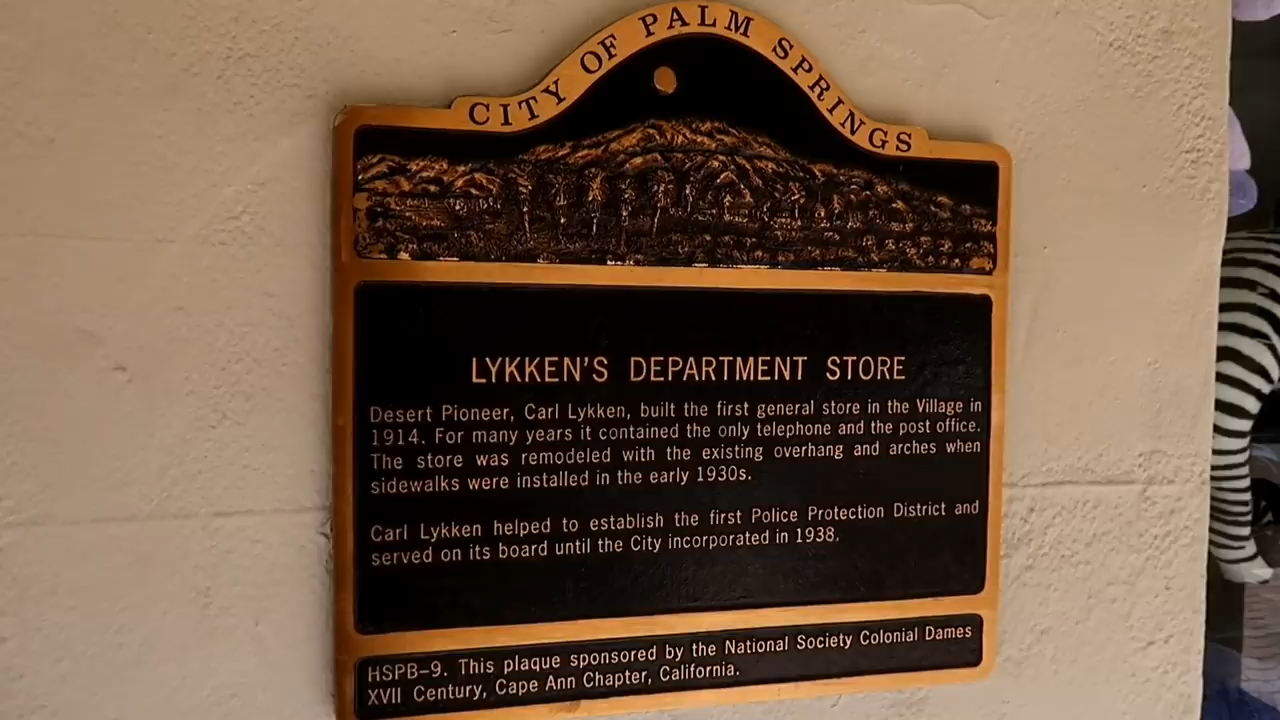 CITY OF PALM SPRINGS
LYKKEN'S DEPARTMENT STORE
Desert Pioneer, Carl Lykken, built the first general store in the Village in
1914. For many years it contained the only telephone and the post office.
The store was remodeled with the existing overhang and arches when
sidewalks were installed in the early 1930s.
Carl Lykken helped to establish the first Police Protection District and
served on its board until the City incorporated in 1938.
HSPB-9. This plaque sponsored by the National Society Colonial Dames
XVII Century, Cape Ann Chapter, California.